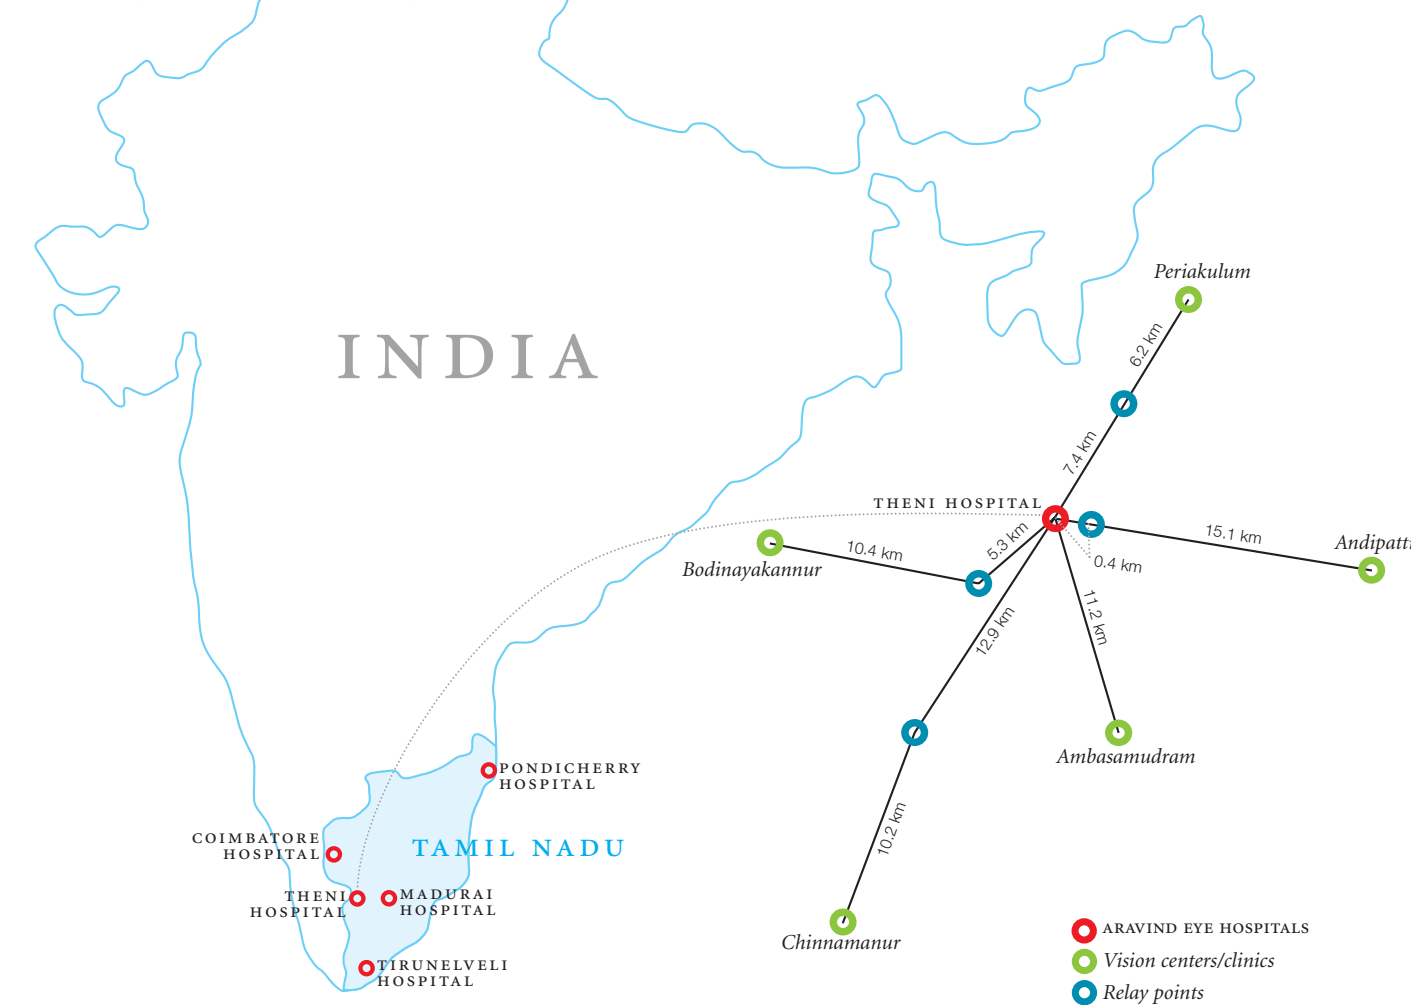 Periakulum
6.2 km
INDIA
7.4 km
THENI HOSPITAL
15.1 km
Andipatti
10.4 km
5.3 km
0.4 km
Bodinayakannur
11.2 km
12.9 km
Ambasamudram
PONDICHERRY
HOSPITAL
COIMBATORE
HOSPITAL
TAMIL NADU
10.2 km
THENI
HOSPITAL
MADURAI
HOSPITAL
Chinnamanur
TIRUNELVELI
HOSPITAL
ARAVIND EYE HOSPITALS
Vision centers/clinics
Relay points